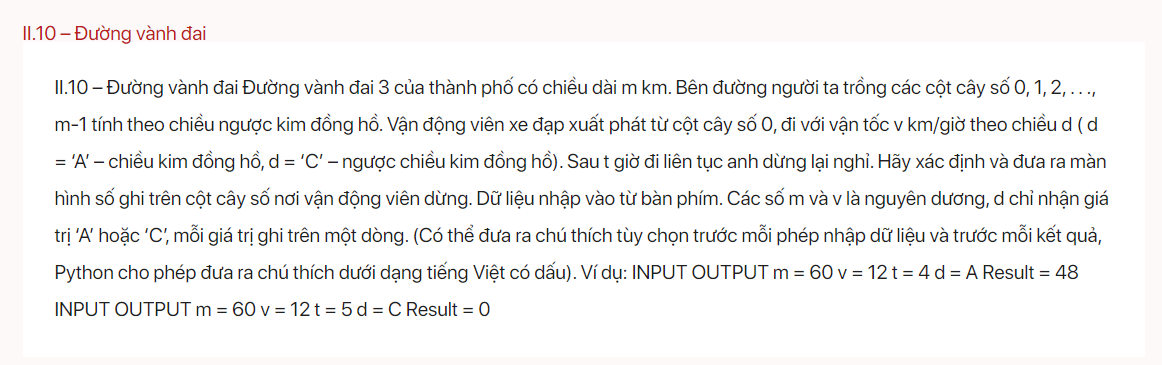 II.10 – Đường vành đai
II.10 – Đường vành đai Đường vành đai 3 của thành phố có chiều dài m km. Bên đường người ta trồng các cột cây số 0, 1, 2, . . .,
m-1 tính theo chiều ngược kim đồng hồ. Vận động viên xe đạp xuất phát từ cột cây số 0, đi với vận tốc v km/giờ theo chiều d ( d
= ‘A’ – chiều kim đồng hồ, d = ‘C’ – ngược chiều kim đồng hồ). Sau t giờ đi liên tục anh dừng lại nghỉ. Hãy xác định và đưa ra màn
hình số ghi trên cột cây số nơi vận động viên dừng. Dữ liệu nhập vào từ bàn phím. Các số m và v là nguyên dương, d chỉ nhận giá
trị ‘A’ hoặc ‘C’, mỗi giá trị ghi trên một dòng. (Có thể đưa ra chú thích tùy chọn trước mỗi phép nhập dữ liệu và trước mỗi kết quả,
Python cho phép đưa ra chú thích dưới dạng tiếng Việt có dấu). Ví dụ: INPUT OUTPUT m = 60 v = 12 t = 4 d = A Result = 48
INPUT OUTPUT m = 60 v = 12 t = 5 d = C Result = 0